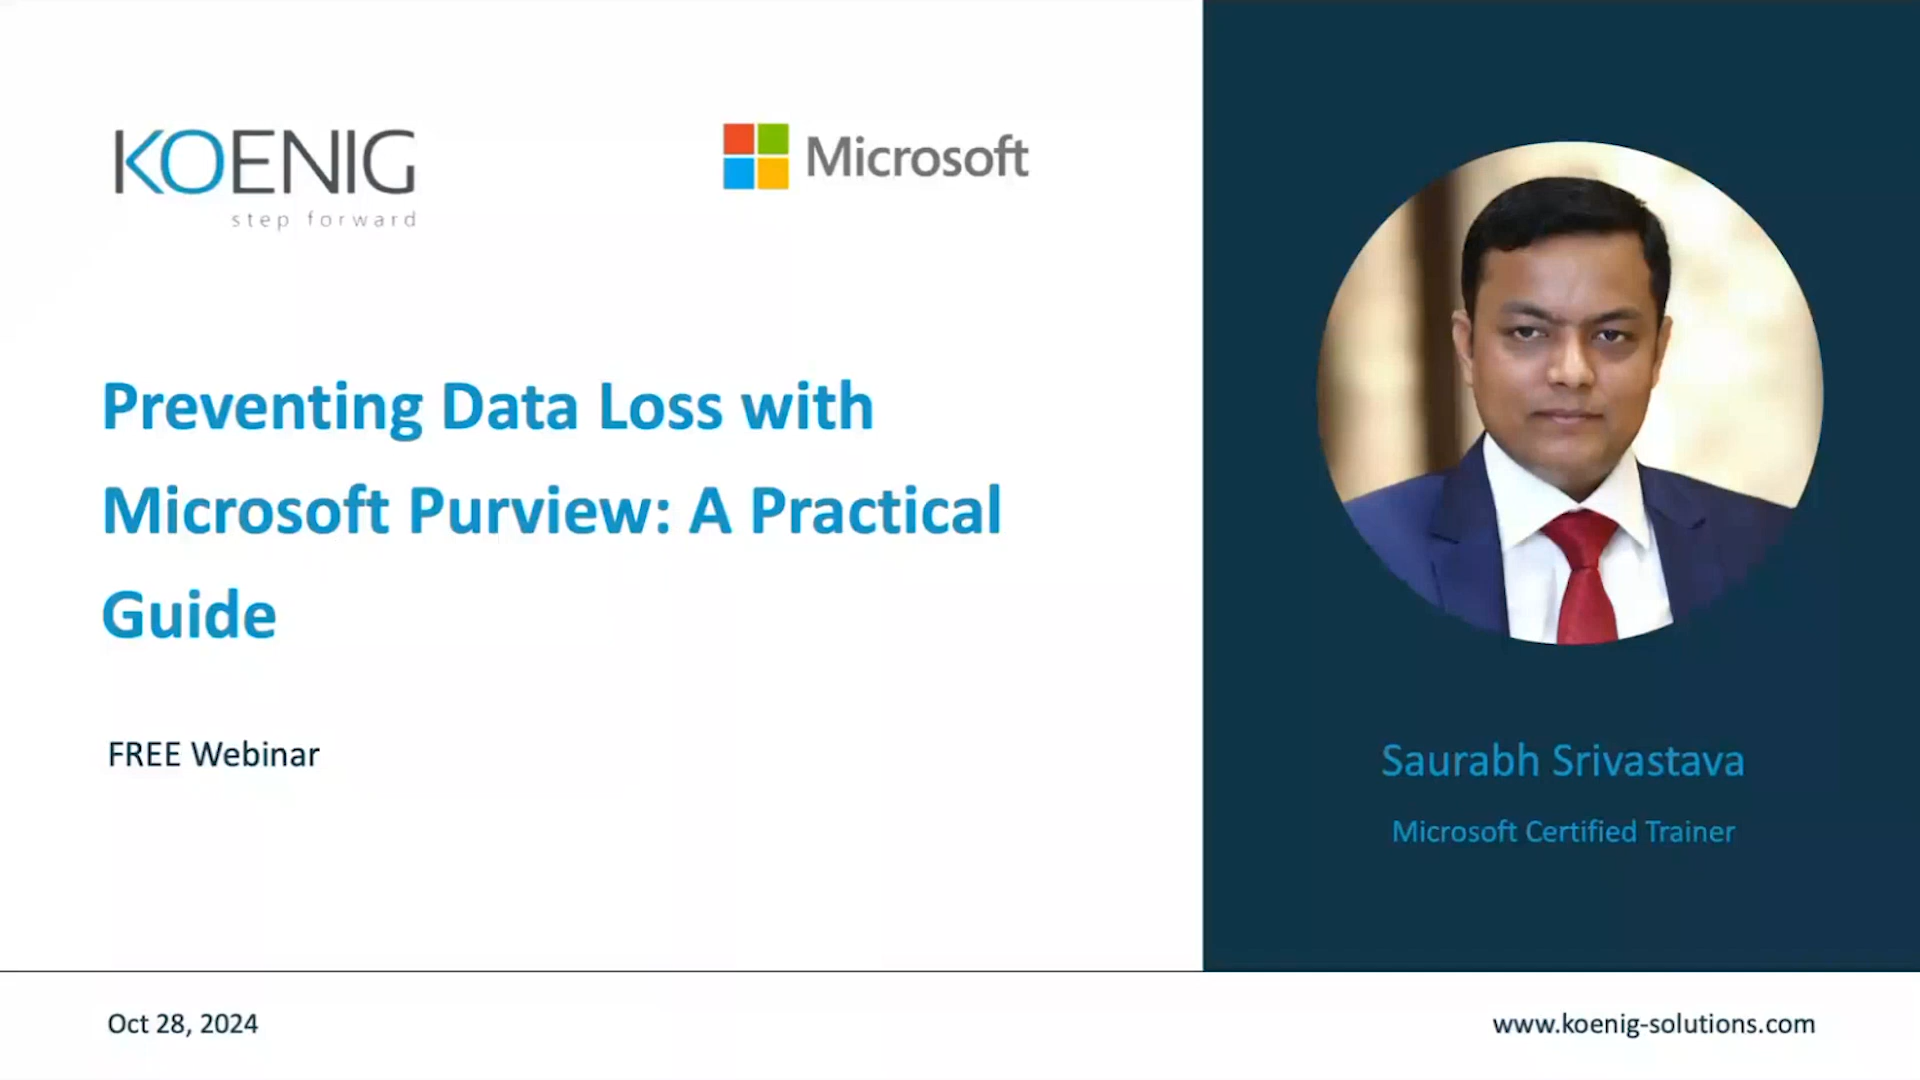 KOENIG
step forward
Microsoft
Preventing Data Loss with
Microsoft Purview: A Practical
Guide
FREE Webinar
Saurabh Srivastava
Microsoft Certified Trainer
Oct 28, 2024
www.koenig-solutions.com